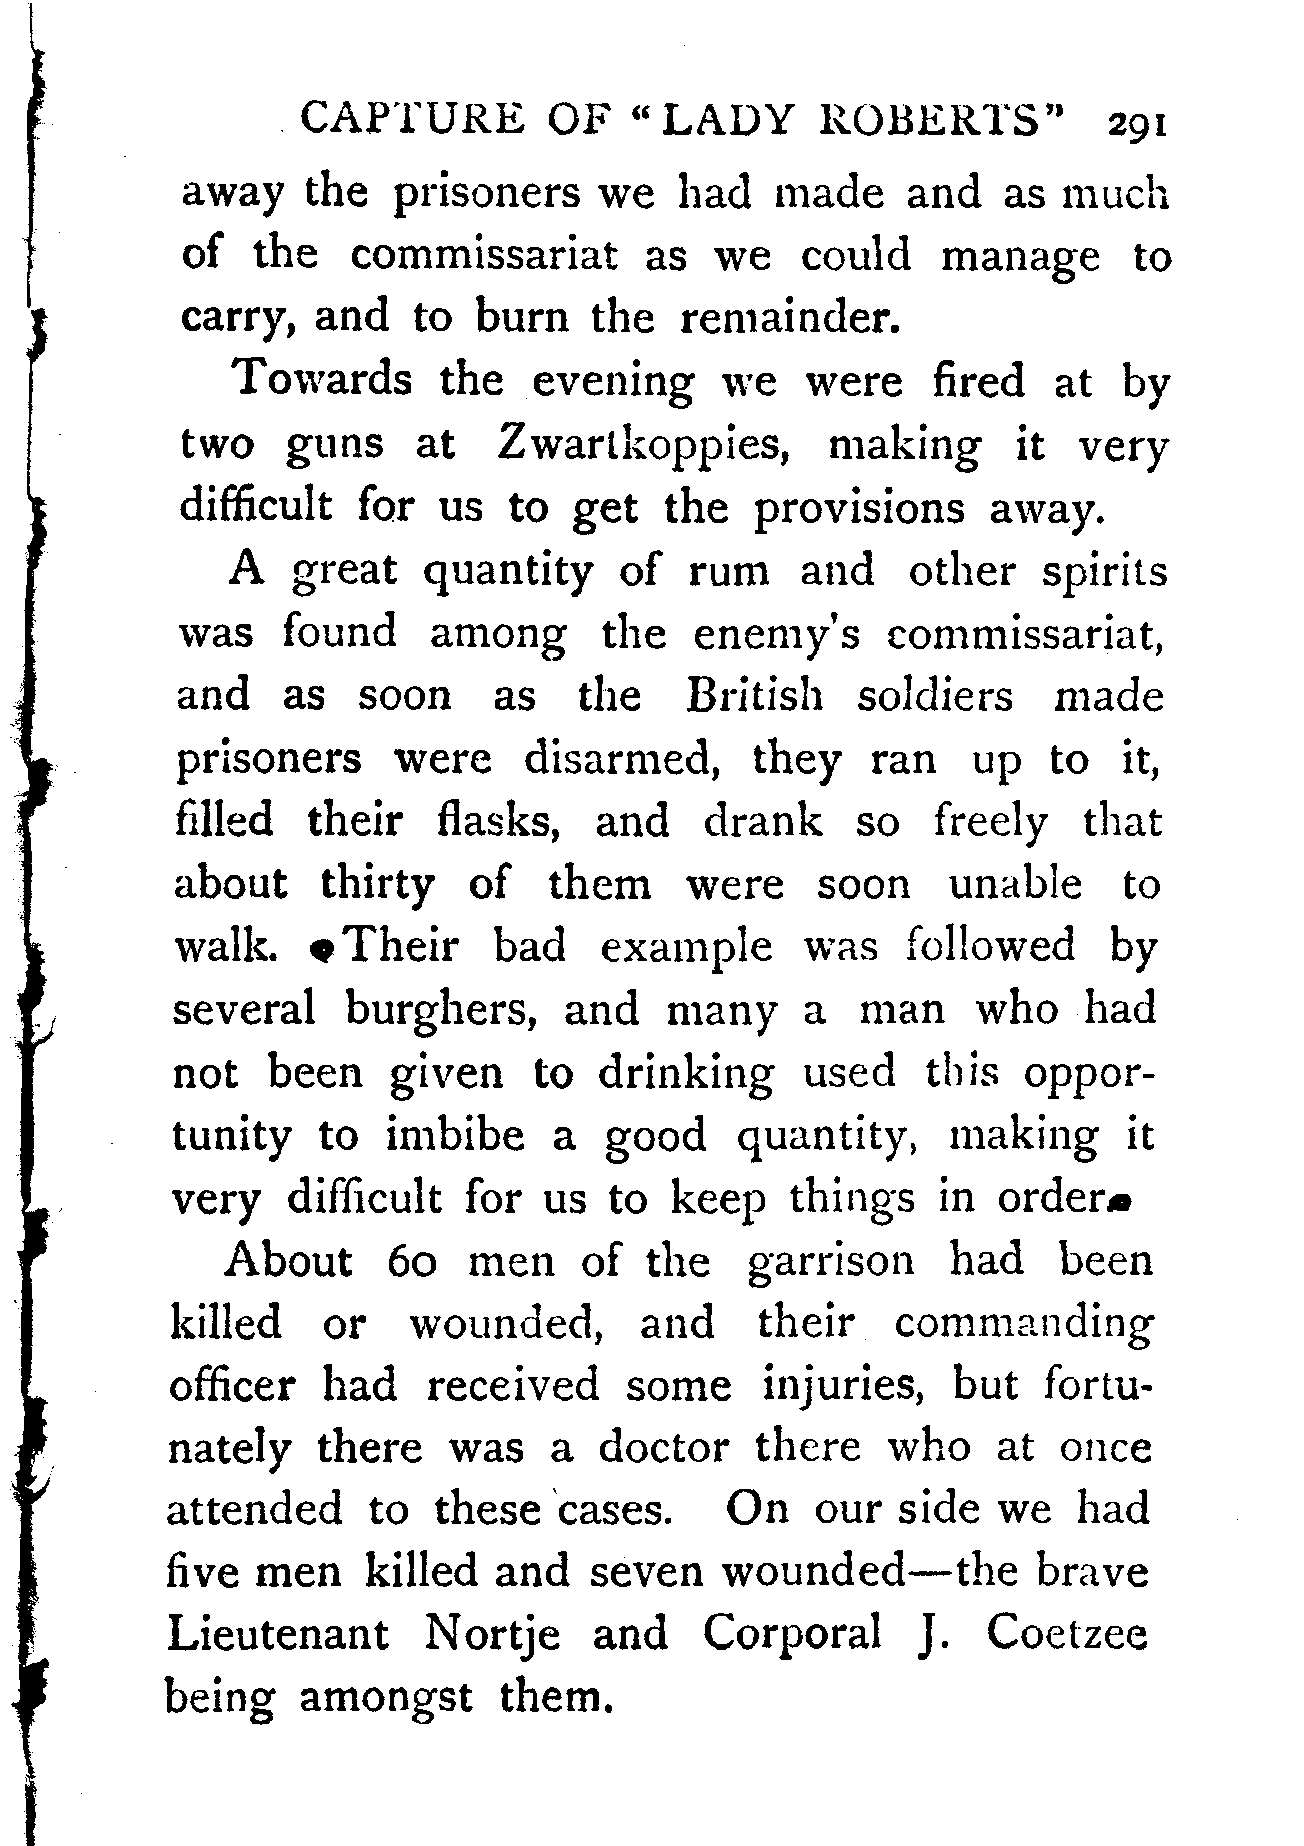 CAPTURE OF "LADY ROBERTS" 291
away the prisoners we had made and as much
of the commissariat as we could manage to
carry, and to burn the remainder.
Towards the evening we were fired at by
two guns at Zwartkoppies, making it very
difficult for us to get the provisions away.
A great quantity of rum and other spirits
was found among the enemy's commissariat,
and as soon as the British soldiers made
prisoners were disarmed, they ran up to it,
filled their flasks, and drank so freely that
about thirty of them were soon unable to
walk. Their bad example was followed by
several burghers, and many a man who had
not been given to drinking used this oppor-
tunity to imbibe a good quantity, making it
very difficult for us to keep things in order.
About 60 men of the garrison had been
killed or wounded, and their commanding
officer had received some injuries, but fortu-
nately there was a doctor there who at once
attended to these cases. On our side we had
five men killed and seven wounded—the brave
Lieutenant Nortje and Corporal J. Coetzee
being amongst them.